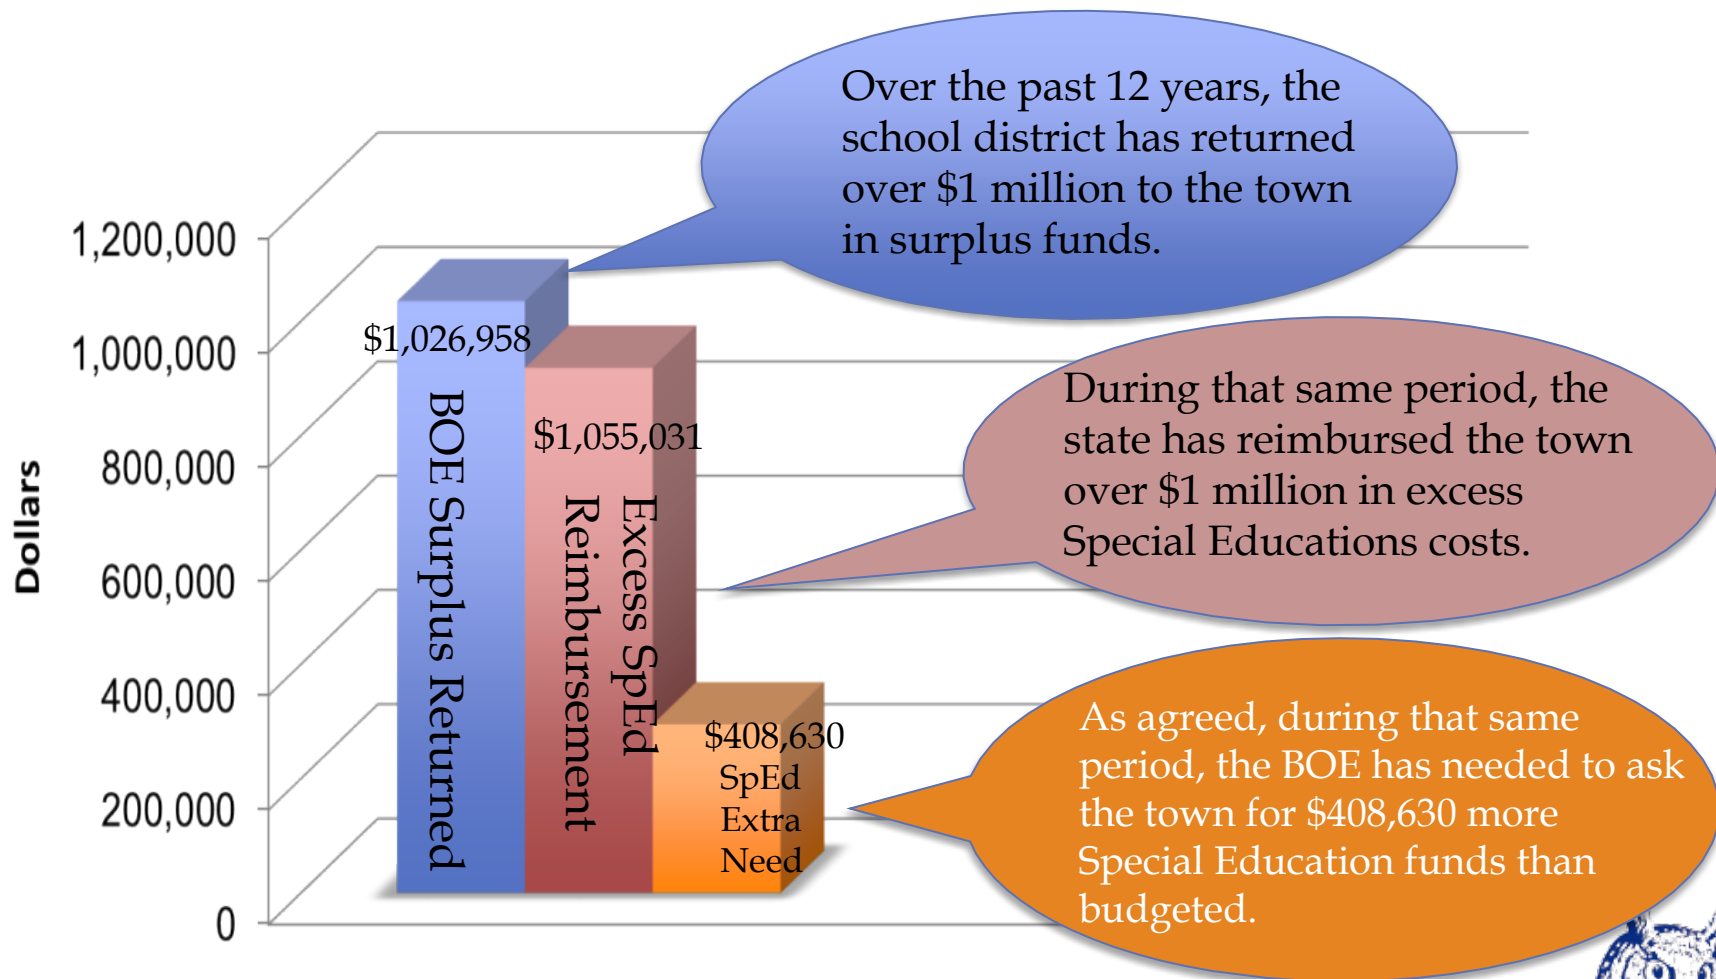 Over the past 12 years, the
school district has returned
over $1 million to the town
in surplus funds.
During that same period, the
state has reimbursed the town
over $1 million in excess
Special Educations costs.
As agreed, during that same
period, the BOE has needed to ask
the town for $408,630 more
Special Education funds than
budgeted.
Dollars
1,200,000
1,000,000
800,000
600,000
400,000
200,000
0
$1,026,958
BOE Surplus Returned
$1,055,031
Excess SpEd
Reimbursement
$408,630
SpEd
Extra
Need